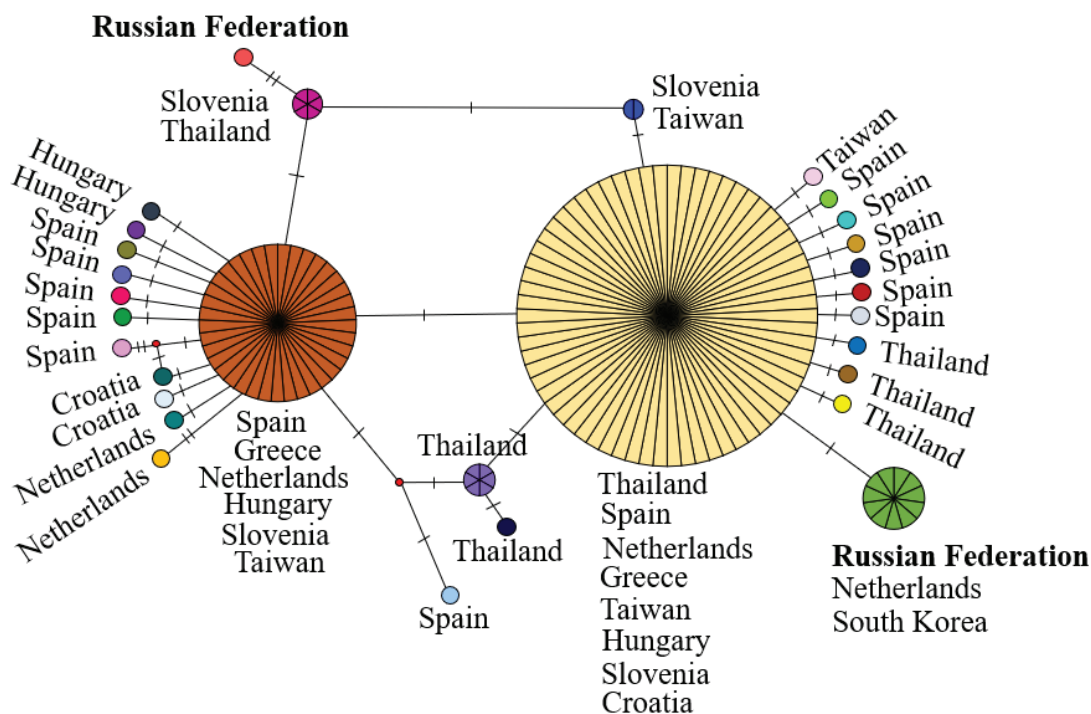 Russian Federation
Slovenia
Thailand
Slovenia
Taiwan
Hungary
Hungary
Spain
Spain
Spain
Spain
Spain
Croatia
Croatia
Netherlands
Netherlands
Spain
Greece
Netherlands
Hungary
Slovenia
Taiwan
Thailand
Thailand
Spain
Taiwan
Spain
Spain
Spain
Spain
Spain
Spain
Thailand
Thailand
Thailand
Thailand
Spain
Netherlands
Greece
Taiwan
Hungary
Slovenia
Croatia
Russian Federation
Netherlands
South Korea